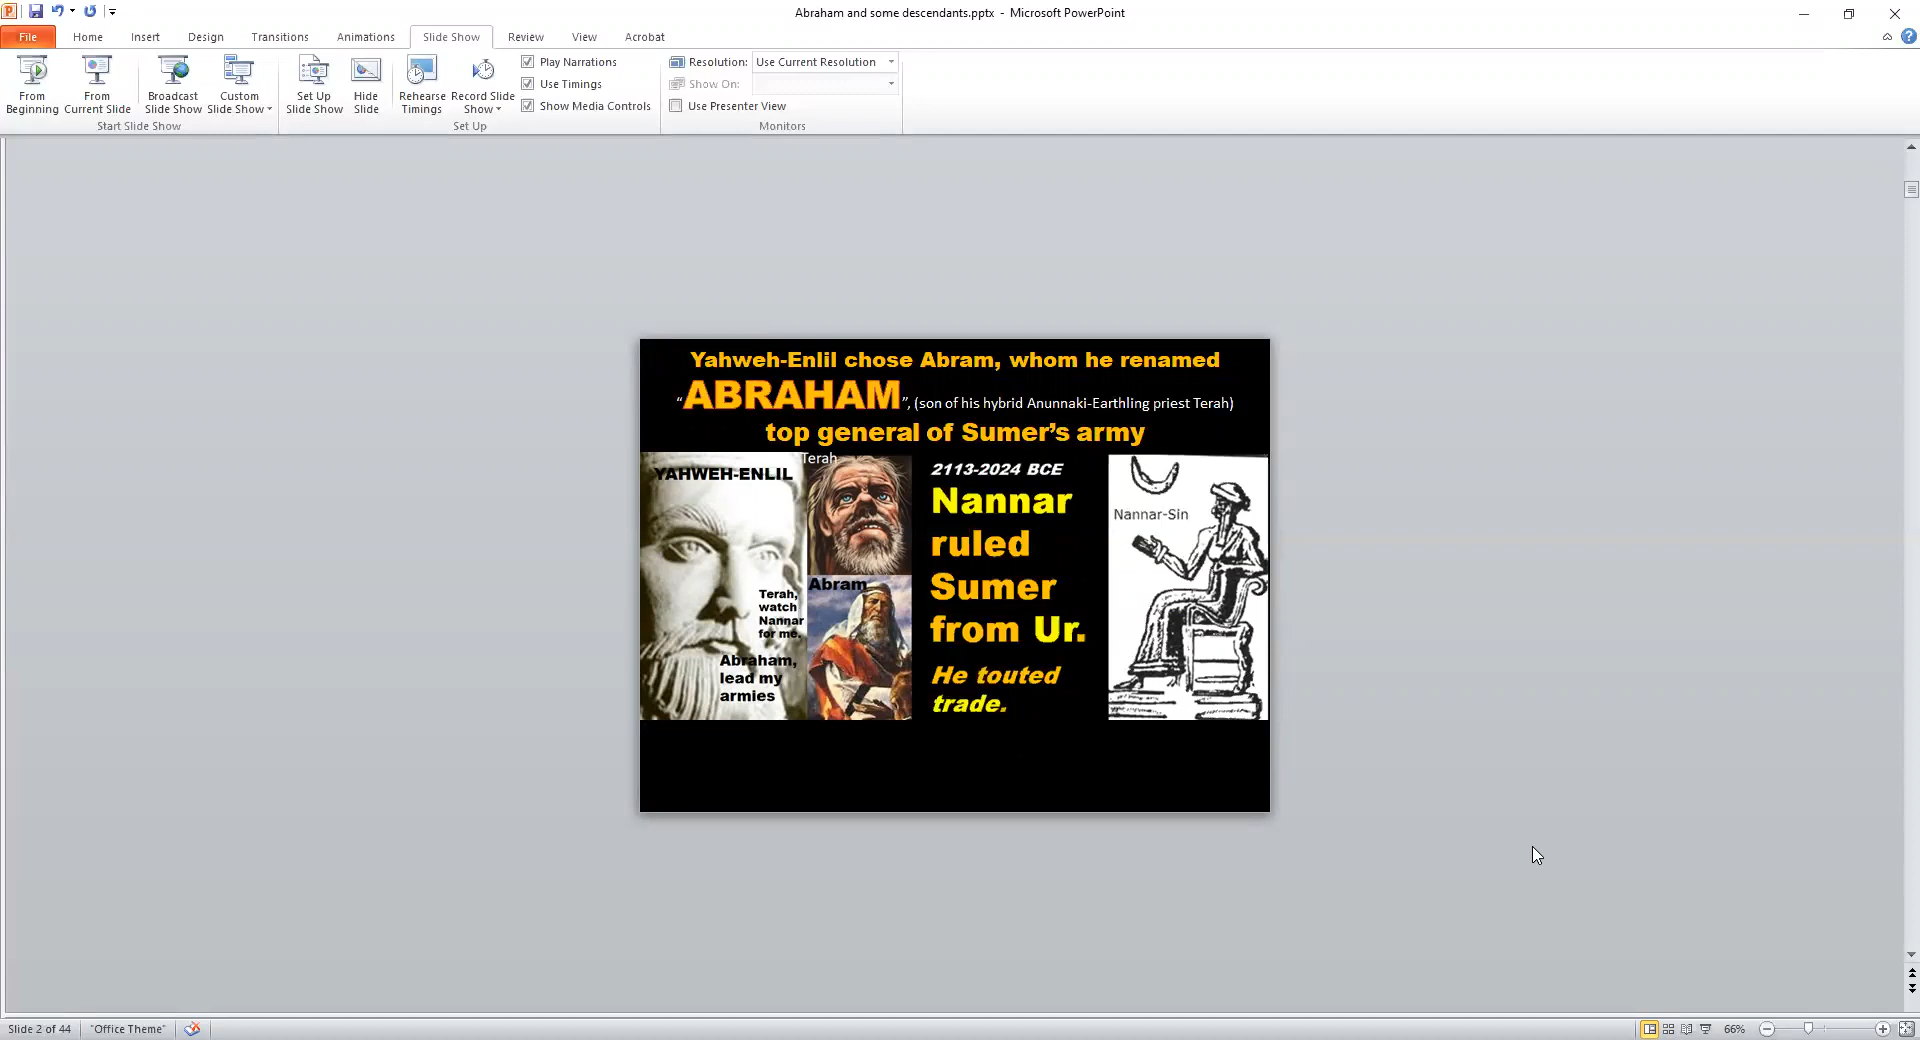 Abraham and some descendants.pptx - Microsoft PowerPoint
File Home Insert Design Transitions Animations Slide Show Review View Acrobat
From Beginning
From Current Slide
Broadcast Slide Show
Custom Slide Show
Start Slide Show
Set Up Slide Show
Hide Slide
Rehearse Timings
Record Slide Show
Play Narrations
Use Timings
Show Media Controls
Set Up
Resolution: Use Current Resolution
Show On:
Use Presenter View
Monitors
Yahweh-Enlil chose Abram, whom he renamed
“ABRAHAM”, (son of his hybrid Anunnaki-Earthling priest Terah)
top general of Sumer’s army
YAHWEH-ENLIL
Terah,
watch
Nannar
for me.
Abraham,
lead my
armies
Terah
Abram
2113-2024 BCE
Nannar
ruled
Sumer
from Ur.
He touted
trade.
Nannar-Sin
Slide 2 of 44 "Office Theme" 66%